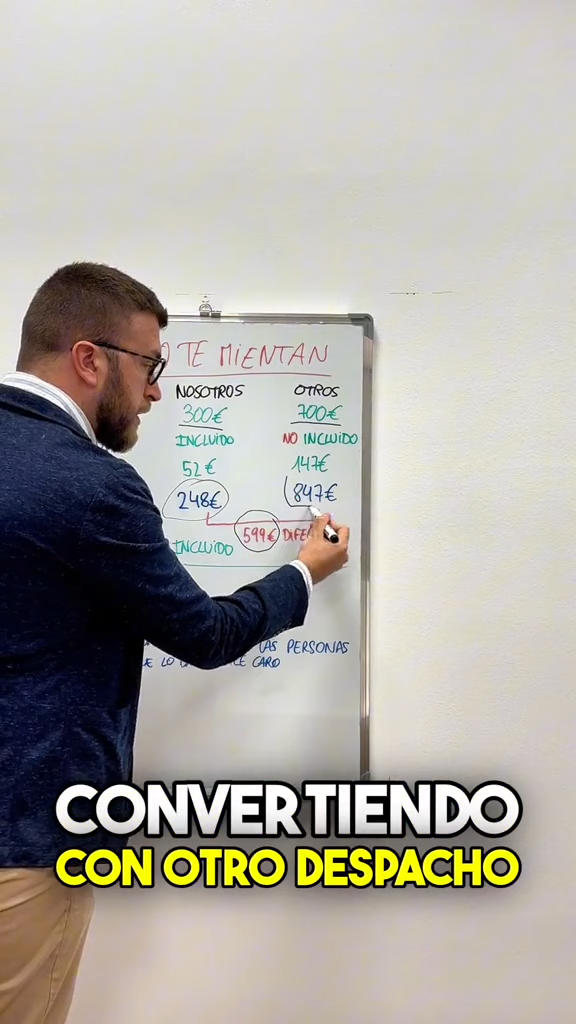 O TE MIENTAN
NOSOTROS OTROS
300€ 700€
INCLUIDO NO INCLUIDO
52€ 147€
248€ 847€
599€ DIFE
INCLUIDO
LAS PERSONAS
LO CARO
CONVERTIENDO
CON OTRO DESPACHO